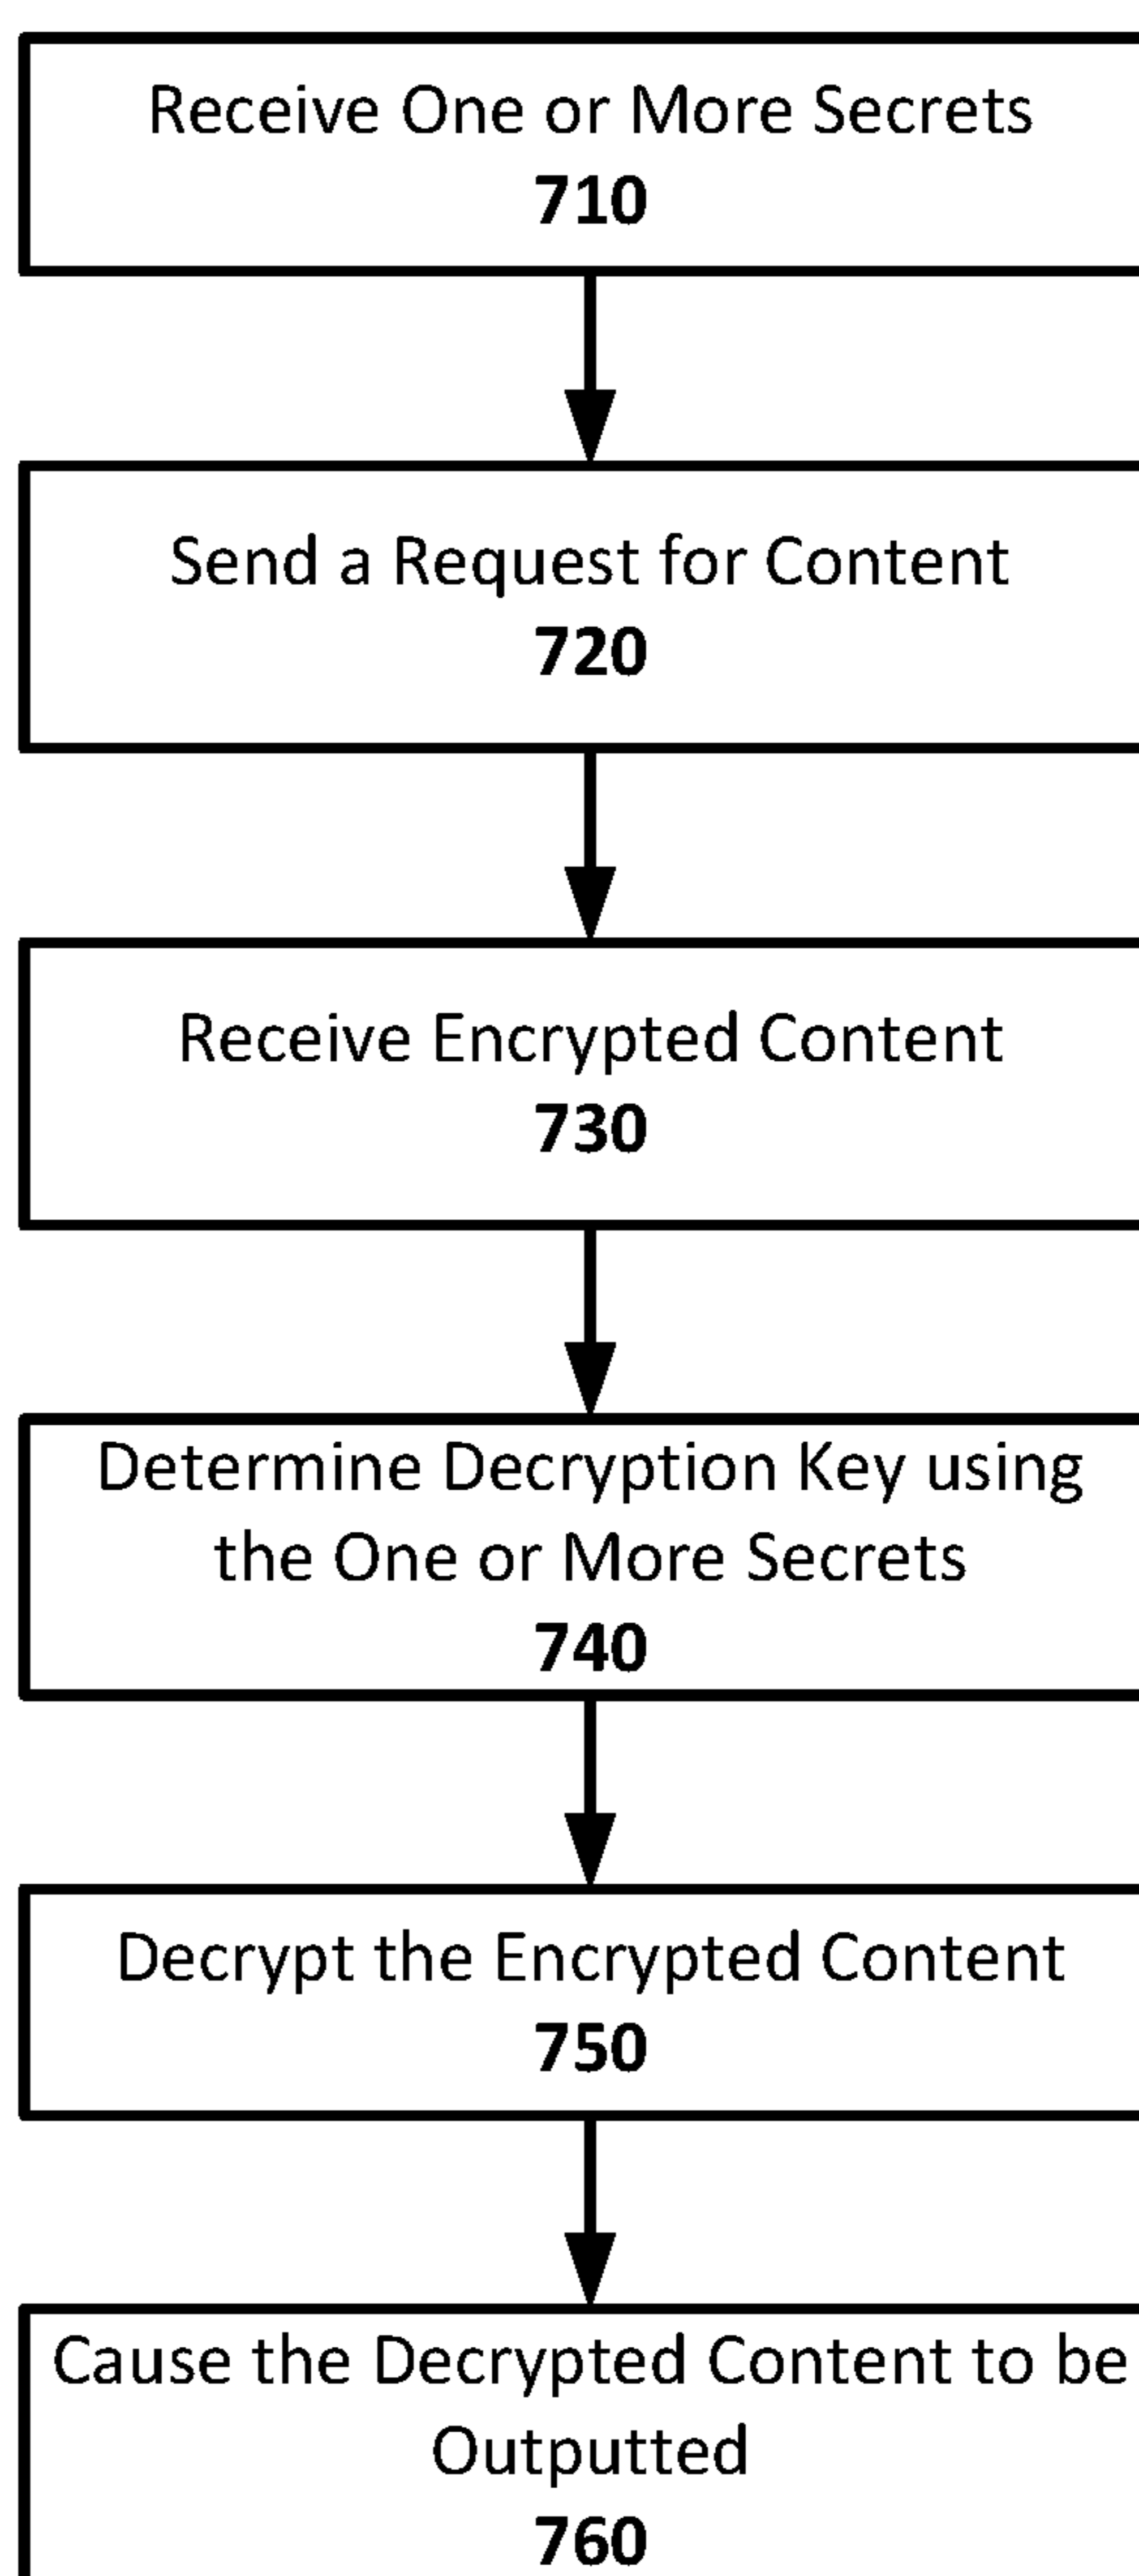 Receive One or More Secrets
710
Send a Request for Content
720
Receive Encrypted Content
730
Determine Decryption Key using
the One or More Secrets
740
Decrypt the Encrypted Content
750
Cause the Decrypted Content to be
Outputted
760